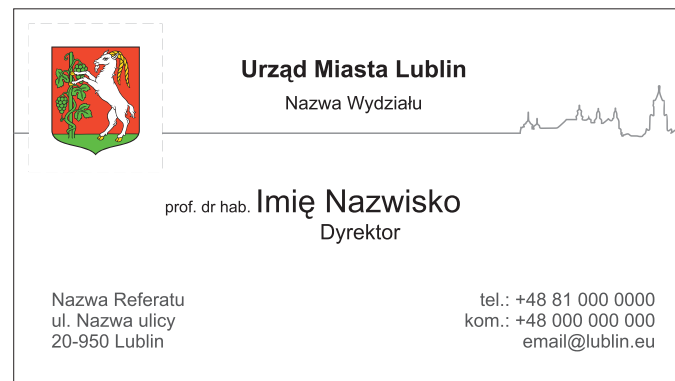 Urząd Miasta Lublin
Nazwa Wydziału
prof. dr hab. Imię Nazwisko
Dyrektor
Nazwa Referatu
ul. Nazwa ulicy
20-950 Lublin
tel.: +48 81 000 0000
kom.: +48 000 000 000
email@lublin.eu